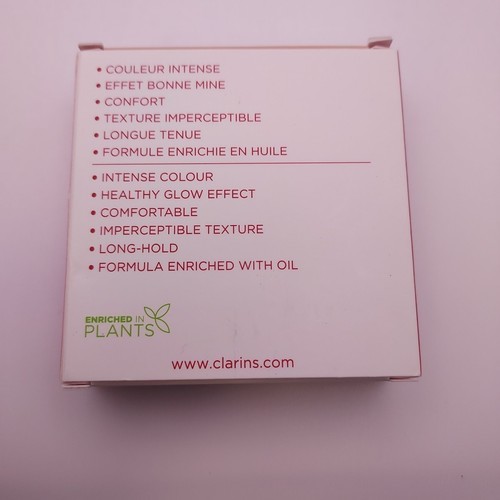 • COULEUR INTENSE
• EFFET BONNE MINE
• CONFORT
• TEXTURE IMPERCEPTIBLE
• LONGUE TENUE
• FORMULE ENRICHIE EN HUILE
• INTENSE COLOUR
• HEALTHY GLOW EFFECT
• COMFORTABLE
• IMPERCEPTIBLE TEXTURE
• LONG-HOLD
• FORMULA ENRICHED WITH OIL
ENRICHED IN
PLANTS
www.clarins.com